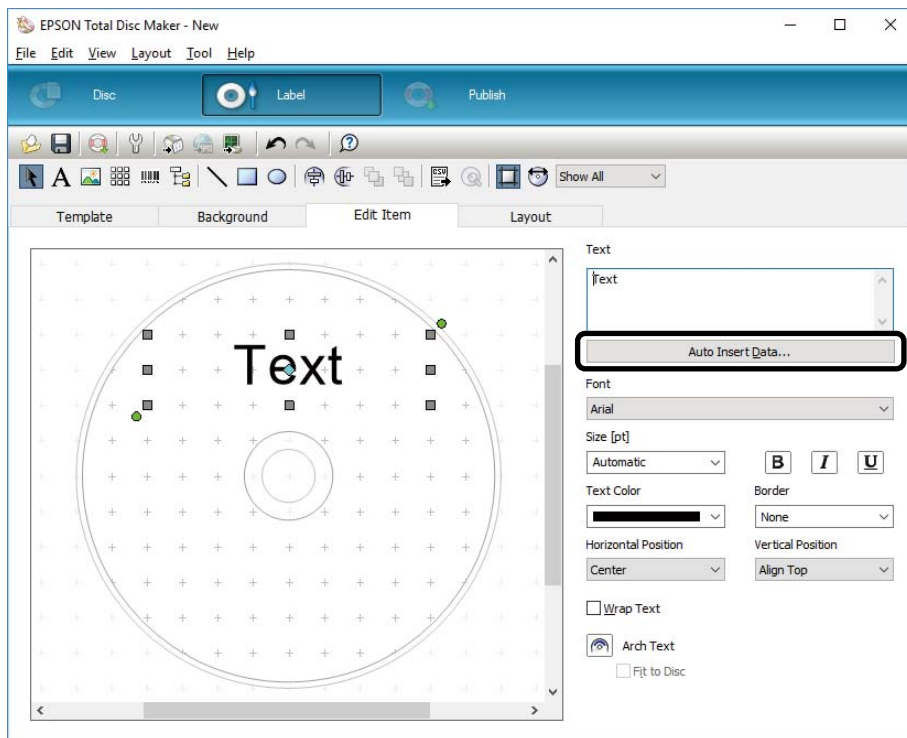 EPSON Total Disc Maker - New
File Edit View Layout Tool Help
Disc Label Publish
A CSV Show All
Template Background Edit Item Layout
Text
Text
Text
Auto Insert Data...
Font
Arial
Size [pt]
Automatic B I U
Text Color Border
None
Horizontal Position Vertical Position
Center Align Top
Wrap Text
Arch Text
Fit to Disc